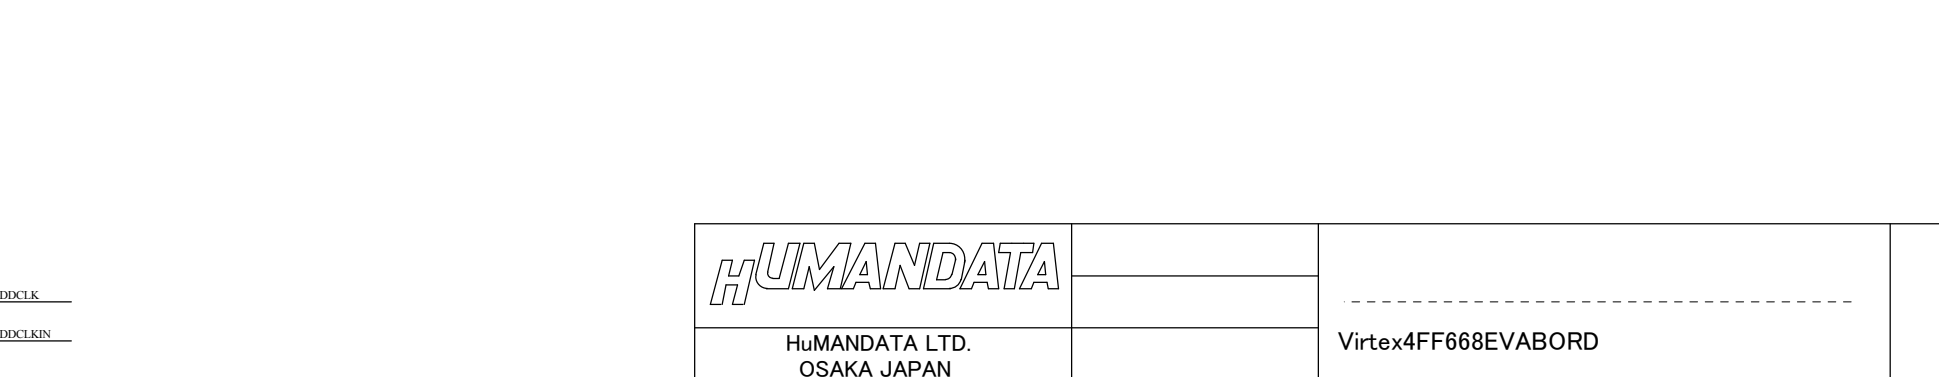 HUMANDATA
DDCLK
DDCLKIN
HuMANDATA LTD.
OSAKA JAPAN
Virtex4FF668EVABORD